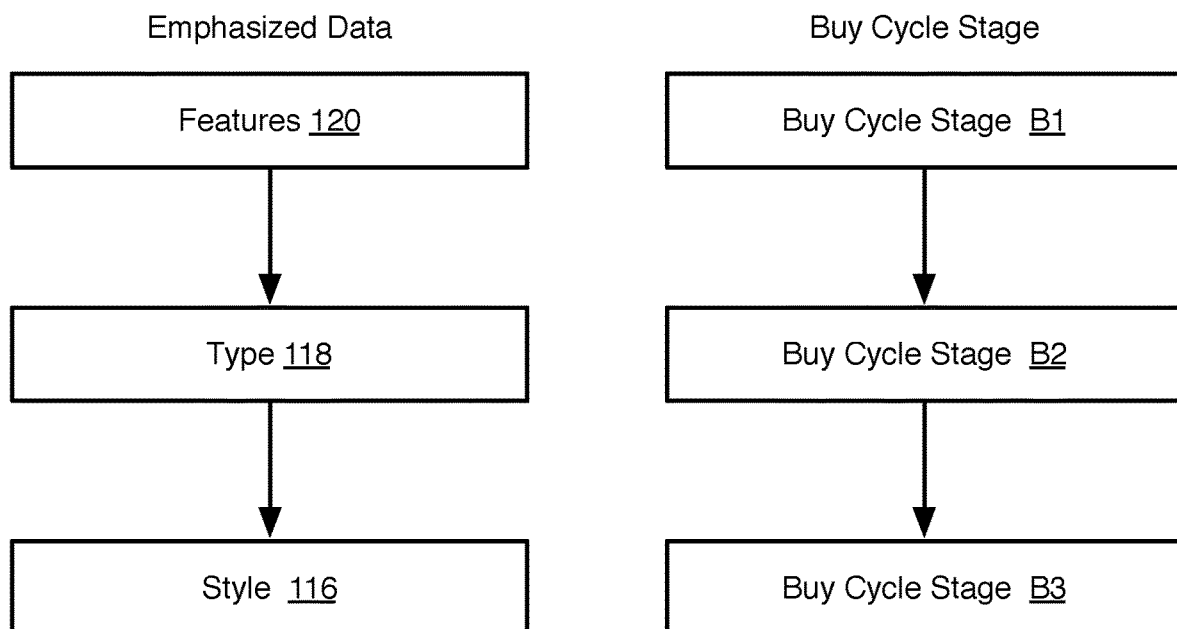 Emphasized Data
Buy Cycle Stage
Features 120
Buy Cycle Stage B1
Type 118
Buy Cycle Stage B2
Style 116
Buy Cycle Stage B3